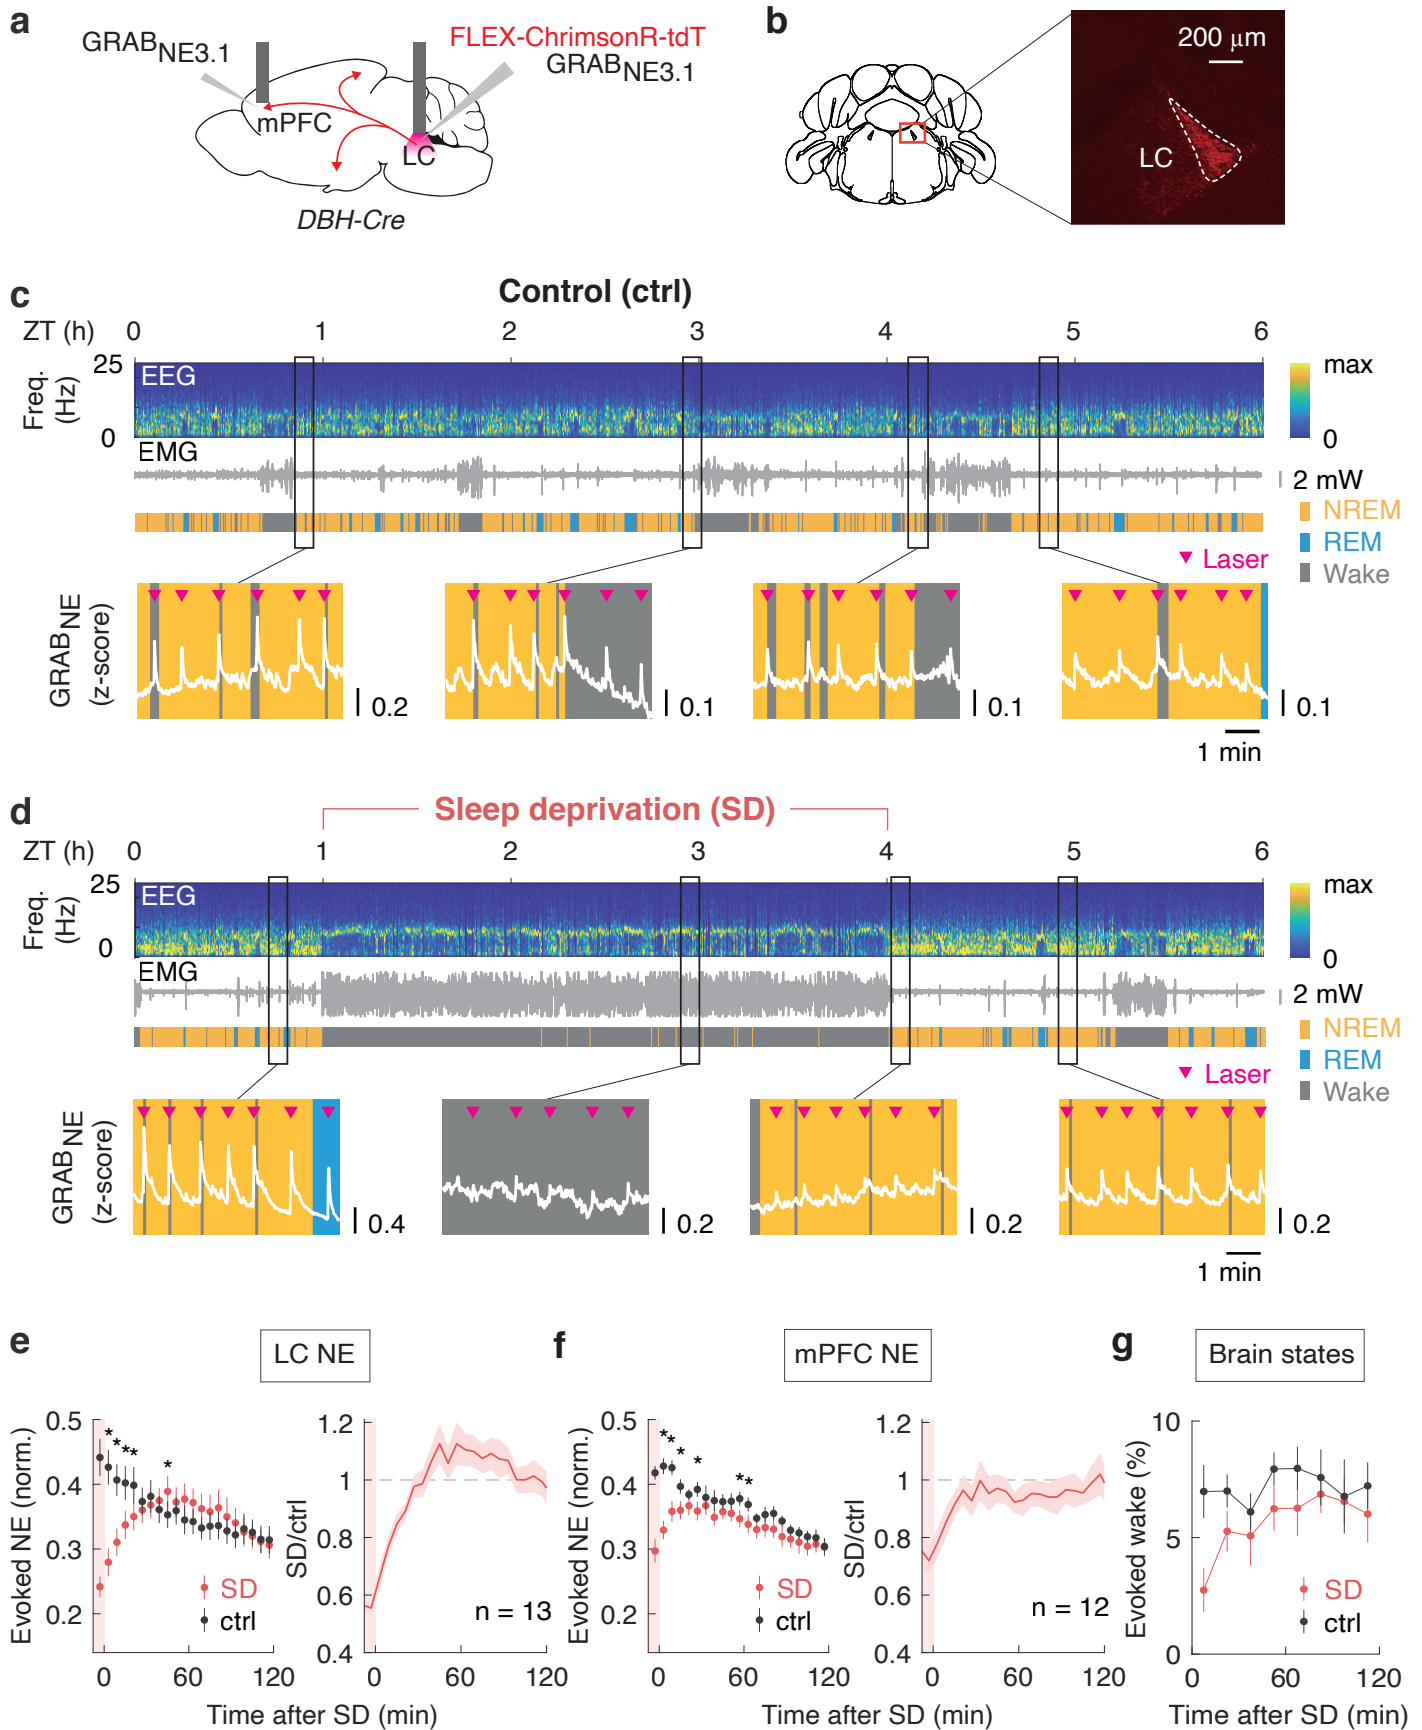 a
GRAB NE3.1
FLEX-ChrimsonR-tdT
GRAB NE3.1
mPFC
LC
DBH-Cre
b
200 µm
LC
c
Control (ctrl)
ZT (h)
0 1 2 3 4 5 6
Freq. (Hz)
25
0
EEG
EMG
max
0
2 mW
NREM
REM
Wake
Laser
GRAB NE (z-score)
0.2
0.1
0.1
0.1
1 min
d
Sleep deprivation (SD)
ZT (h)
0 1 2 3 4 5 6
Freq. (Hz)
25
0
EEG
EMG
max
0
2 mW
NREM
REM
Wake
Laser
GRAB NE (z-score)
0.4
0.2
0.2
0.2
1 min
e
LC NE
Evoked NE (norm.)
0.5
0.4
0.3
0.2
* * * * *
SD
ctrl
0 60 120
SD/ctrl
1.2
1
0.8
0.6
0.4
n = 13
0 60 120
Time after SD (min)
f
mPFC NE
Evoked NE (norm.)
0.5
0.4
0.3
0.2
* * * * * *
SD
ctrl
0 60 120
SD/ctrl
1.2
1
0.8
0.6
0.4
n = 12
0 60 120
Time after SD (min)
g
Brain states
Evoked wake (%)
10
5
0
SD
ctrl
0 60 120
Time after SD (min)